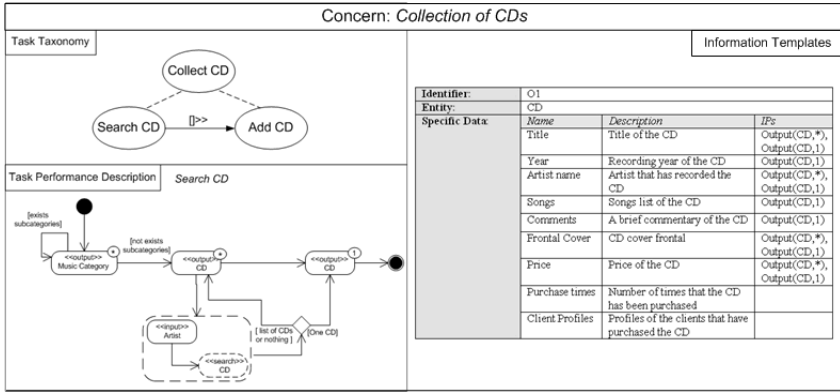 Concern: Collection of CDs
Task Taxonomy
Collect CD
Search CD
[]>>
Add CD
Task Performance Description
Search CD
[exists
subcategories]
<<output>>
Music Category
*
[not exists
subcategories]
<<output>>
CD
*
<<output>>
CD
1
<<input>>
Artist
<<search>>
CD
[ list of CDs
or nothing ]
[One CD]
Information Templates
Identifier: O1
Entity: CD
Specific Data: Name Description IPs
Title Title of the CD Output(CD,*),
Output(CD,1)
Year Recording year of the CD Output(CD,1)
Artist name Artist that has recorded the Output(CD,*),
CD Output(CD,1)
Songs Songs list of the CD Output(CD,1)
Comments A brief commentary of the CD Output(CD,1)
Frontal Cover CD cover frontal Output(CD,*),
Output(CD,1)
Price Price of the CD Output(CD,*),
Output(CD,1)
Purchase times Number of times that the CD
has been purchased
Client Profiles Profiles of the clients that have
purchased the CD